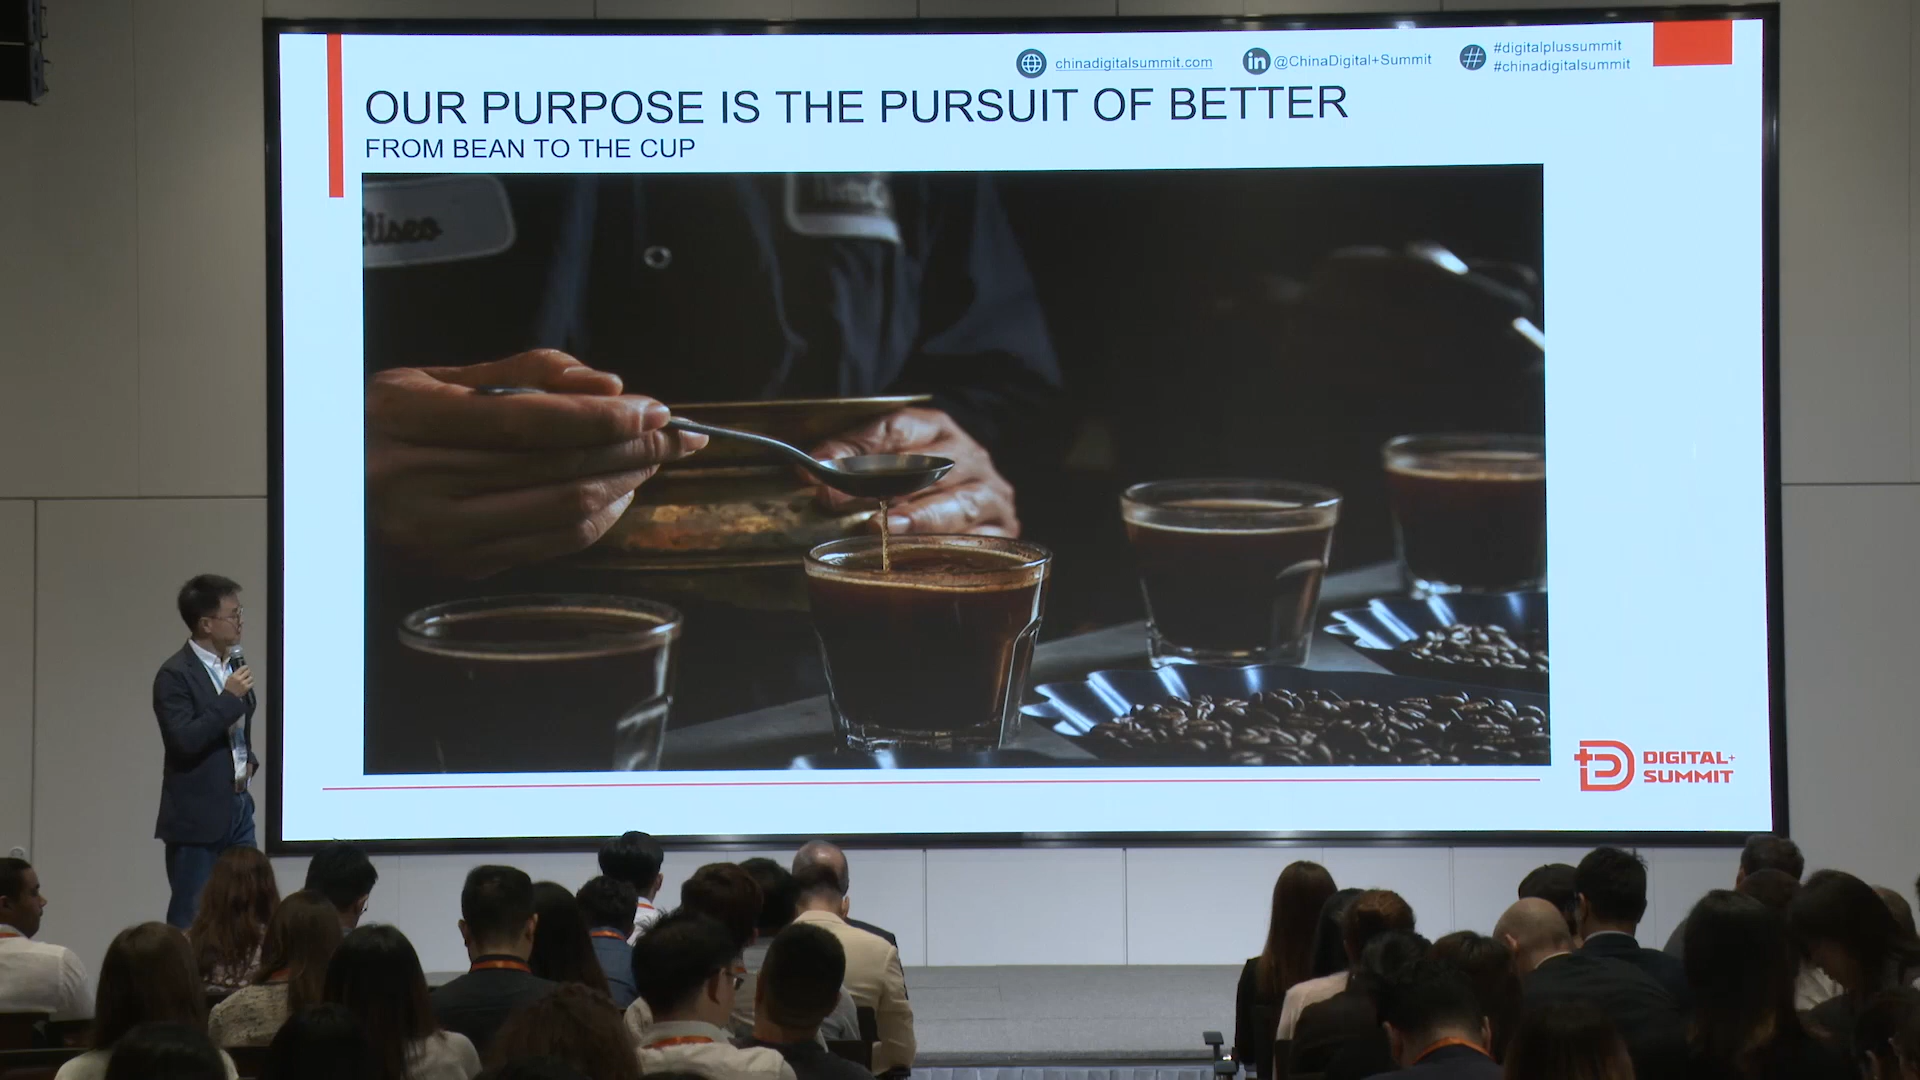 chinadigitalsummit.com
@ChinaDigital+Summit
#digitalplussummit
#chinadigitalsummit
OUR PURPOSE IS THE PURSUIT OF BETTER
FROM BEAN TO THE CUP
DIGITAL+
SUMMIT